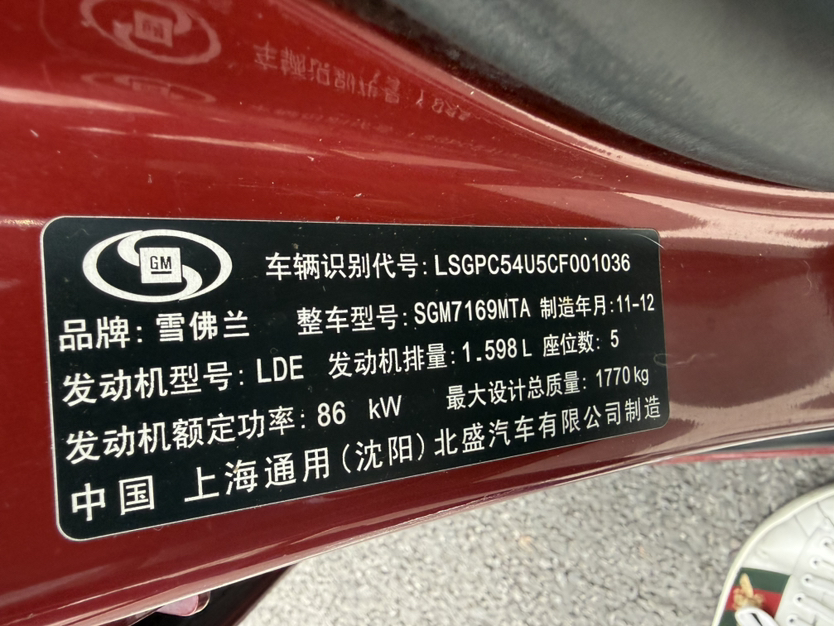 GM
车辆识别代号:LSGPC54U5CF001036
品牌:雪佛兰 整车型号:SGM7169MTA 制造年月:11-12
发动机型号:LDE 发动机排量:1.598L 座位数:5
发动机额定功率:86 kW 最大设计总质量:1770kg
中国 上海通用(沈阳)北盛汽车有限公司制造